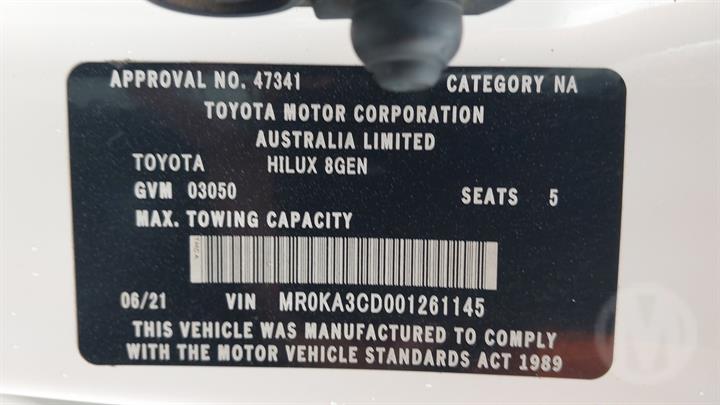 APPROVAL NO. 47341 CATEGORY NA
TOYOTA MOTOR CORPORATION
AUSTRALIA LIMITED
TOYOTA HILUX 8GEN
GVM 03050 SEATS 5
MAX. TOWING CAPACITY
06/21 VIN MR0KA3CD001261145
THIS VEHICLE WAS MANUFACTURED TO COMPLY
WITH THE MOTOR VEHICLE STANDARDS ACT 1989
M